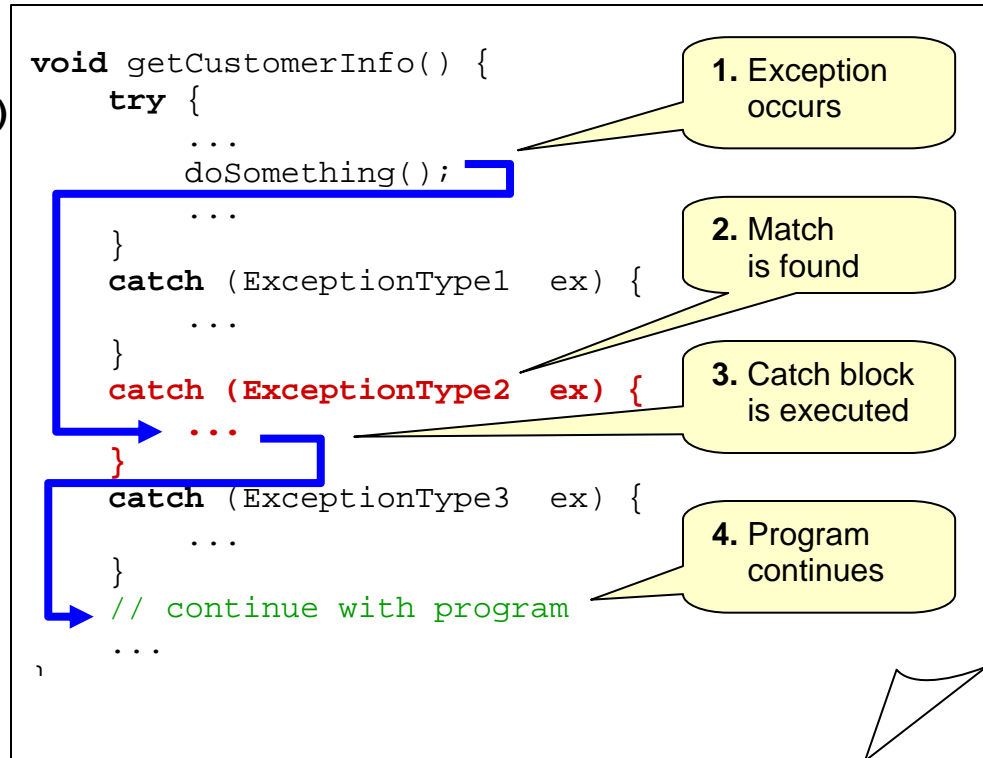 void getCustomerInfo() {
try {
)
...
doSomething();
...
}
catch (ExceptionType1 ex) {
...
}
catch (ExceptionType2 ex) {
...
}
catch (ExceptionType3 ex) {
...
}
// continue with program
...
1. Exception
occurs
2. Match
is found
3. Catch block
is executed
4. Program
continues